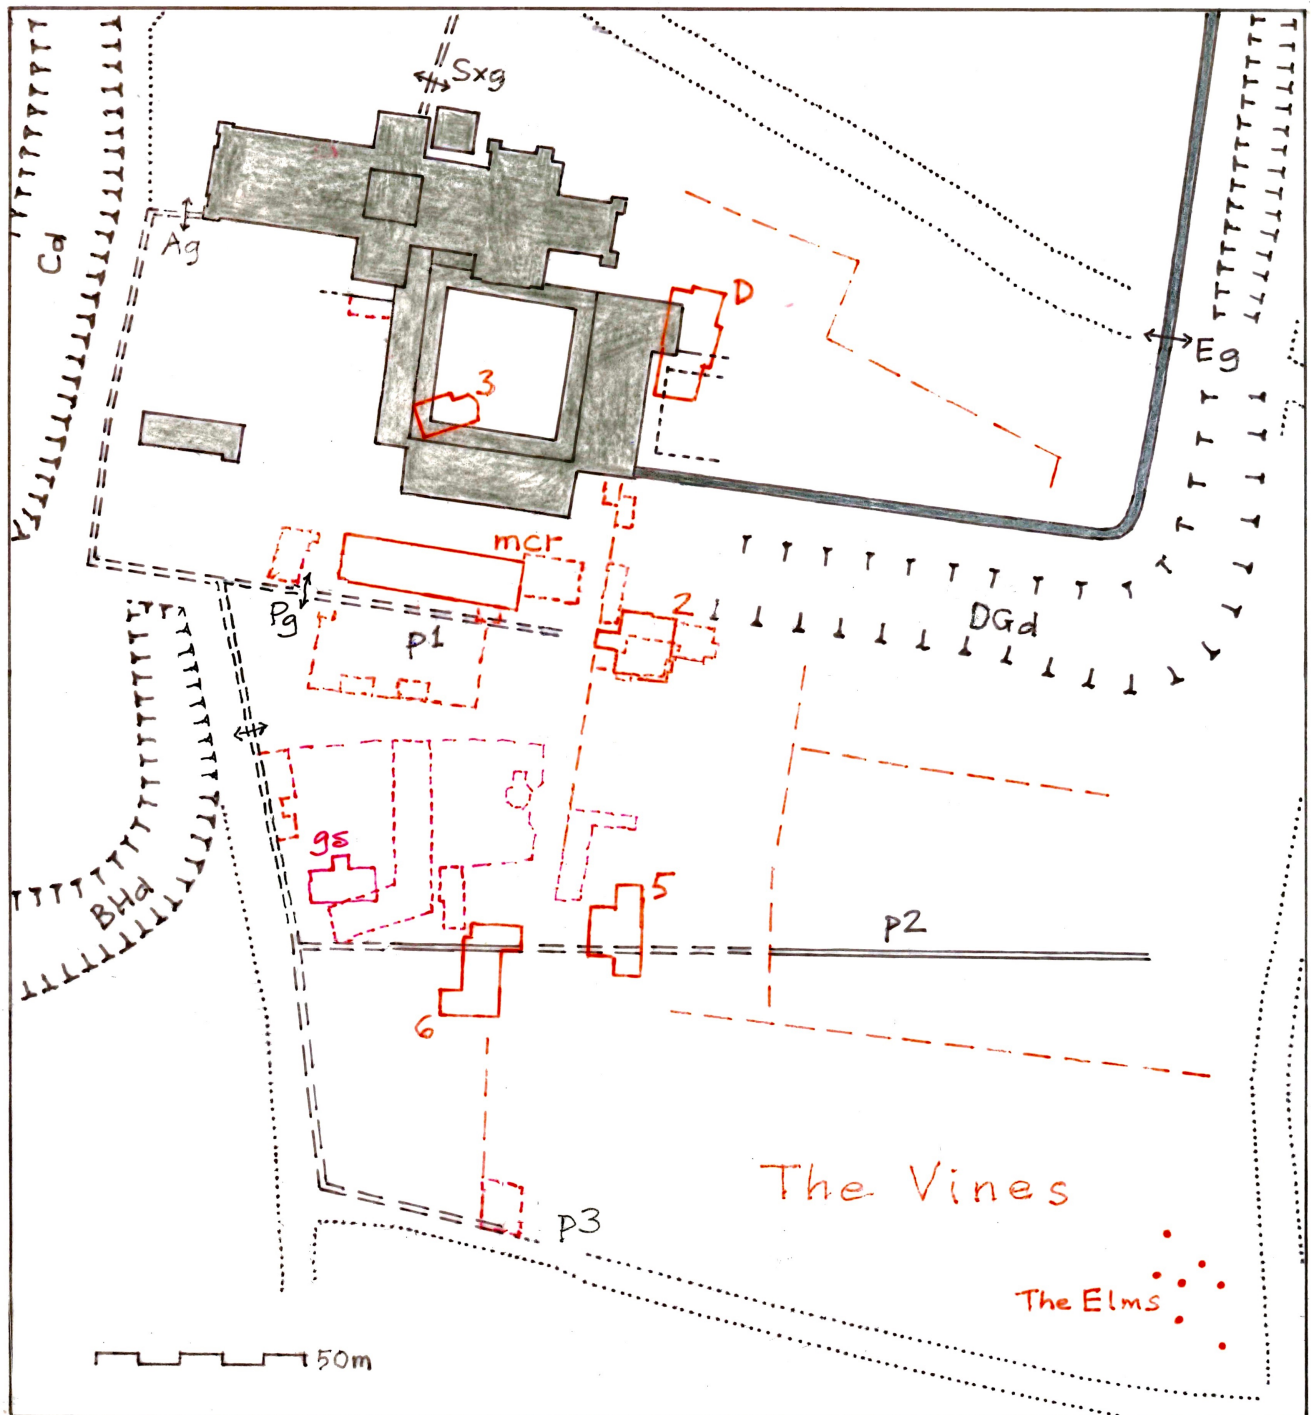 Sxg
Cd
Ag
D
Eg
3
mcr
Pg
p1
2
DGd
gs
BHd
5
p2
6
The Vines
p3
The Elms
50m